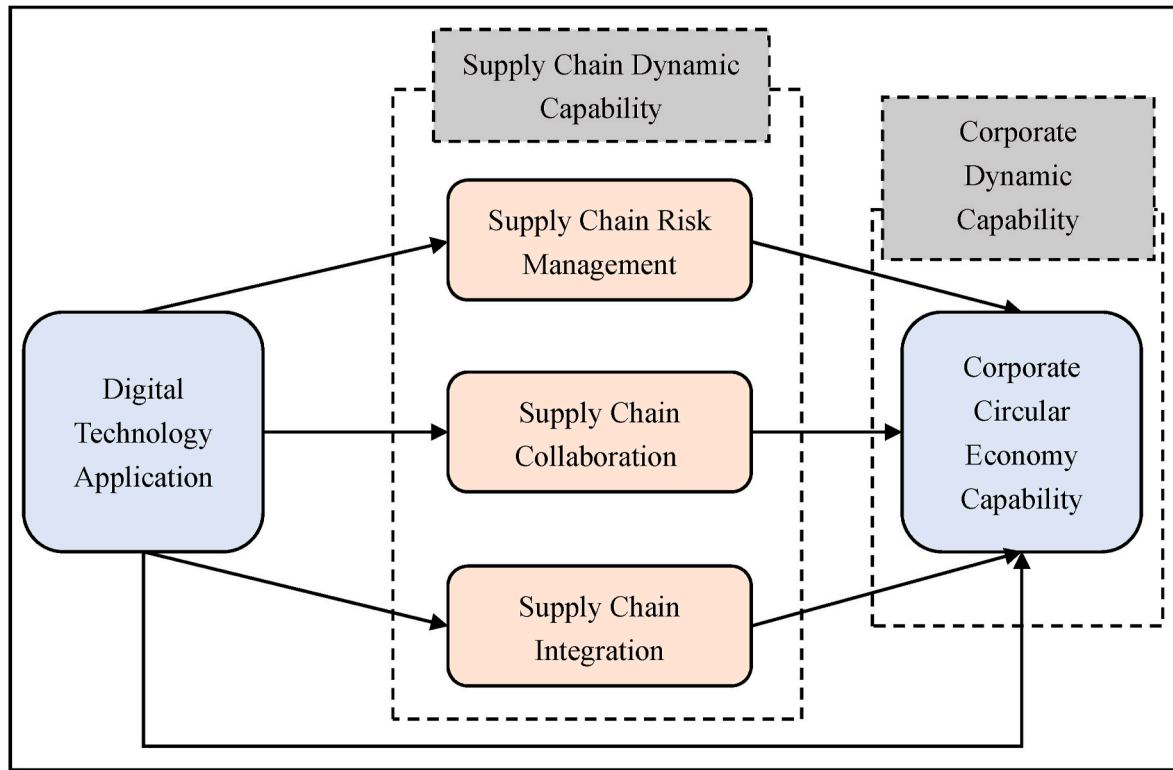 Supply Chain Dynamic
Capability
Corporate
Dynamic
Capability
Supply Chain Risk
Management
Digital
Technology
Application
Supply Chain
Collaboration
Corporate
Circular
Economy
Capability
Supply Chain
Integration